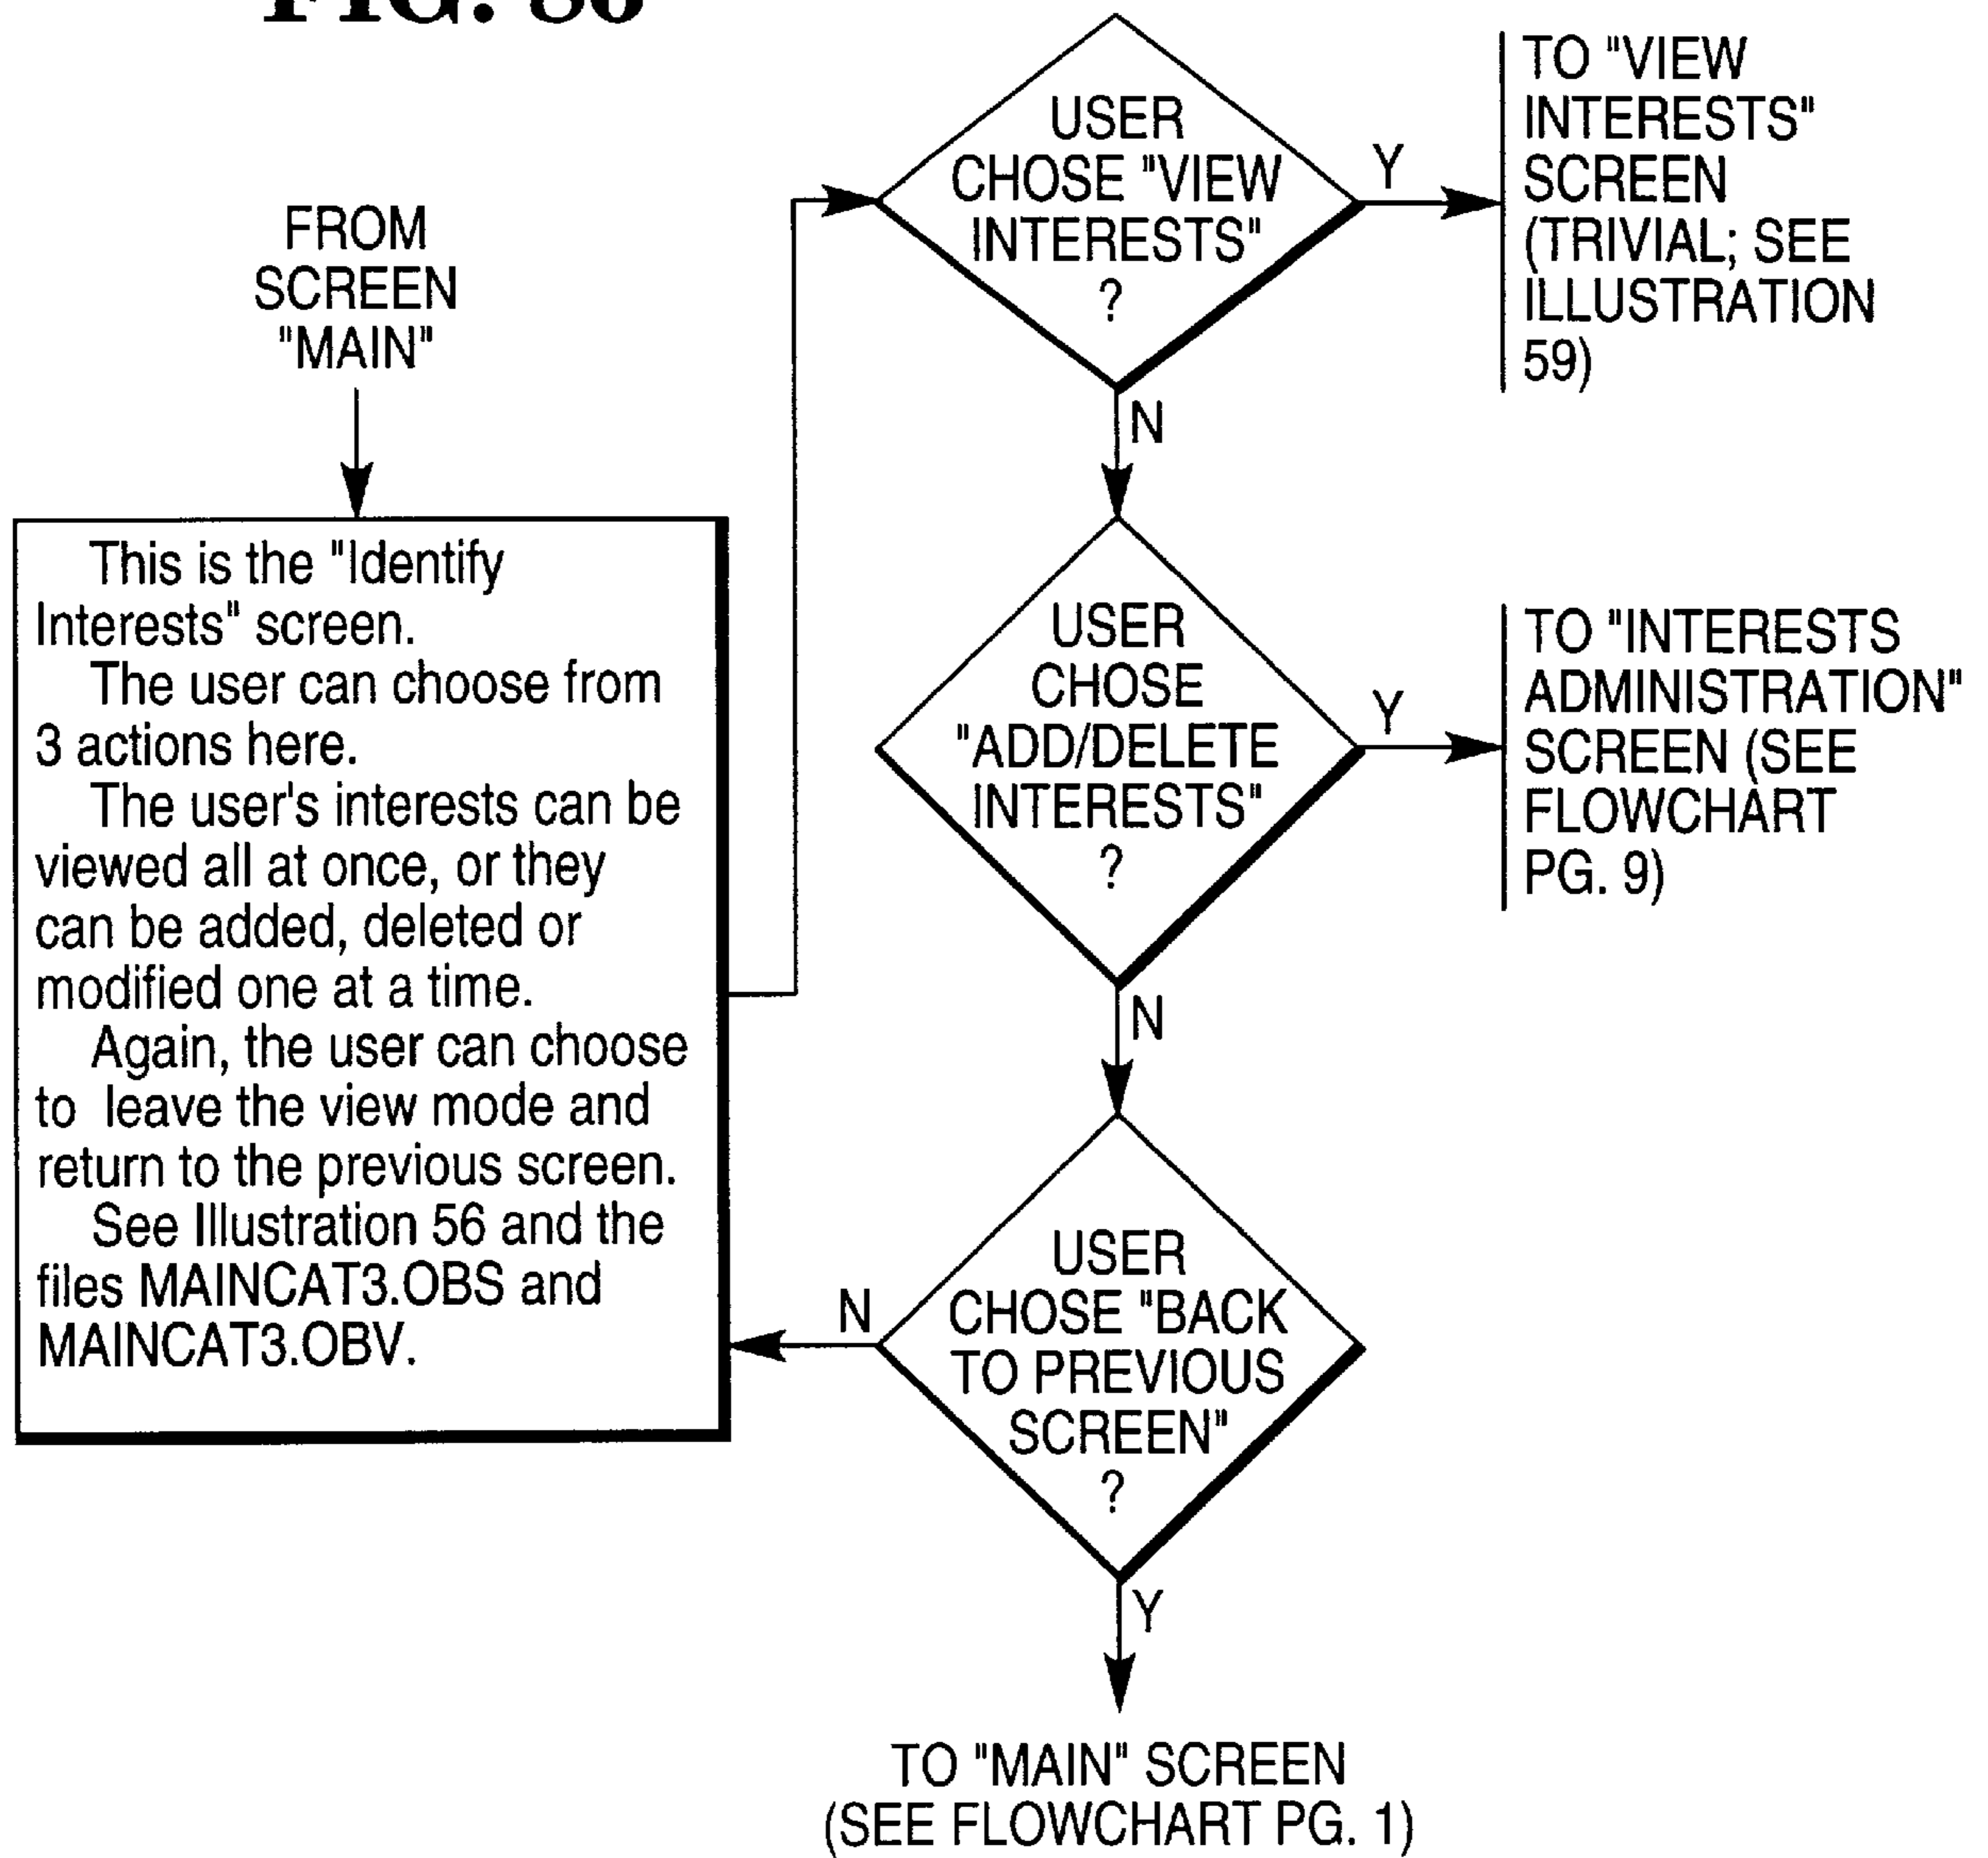 FIG.
FROM
SCREEN
"MAIN"
This is the "Identify
Interests" screen.
The user can choose from
3 actions here.
The user's interests can be
viewed all at once, or they
can be added, deleted or
modified one at a time.
Again, the user can choose
to leave the view mode and
return to the previous screen.
See Illustration 56 and the
files MAINCAT3.OBS and
MAINCAT3.OBV.
USER
CHOSE "VIEW
INTERESTS"
?
Y
TO "VIEW
INTERESTS"
SCREEN
(TRIVIAL; SEE
ILLUSTRATION
59)
N
USER
CHOSE
"ADD/DELETE
INTERESTS"
?
Y
TO "INTERESTS
ADMINISTRATION"
SCREEN (SEE
FLOWCHART
PG. 9)
N
USER
CHOSE "BACK
TO PREVIOUS
SCREEN"
?
N
Y
TO "MAIN" SCREEN
(SEE FLOWCHART PG. 1)